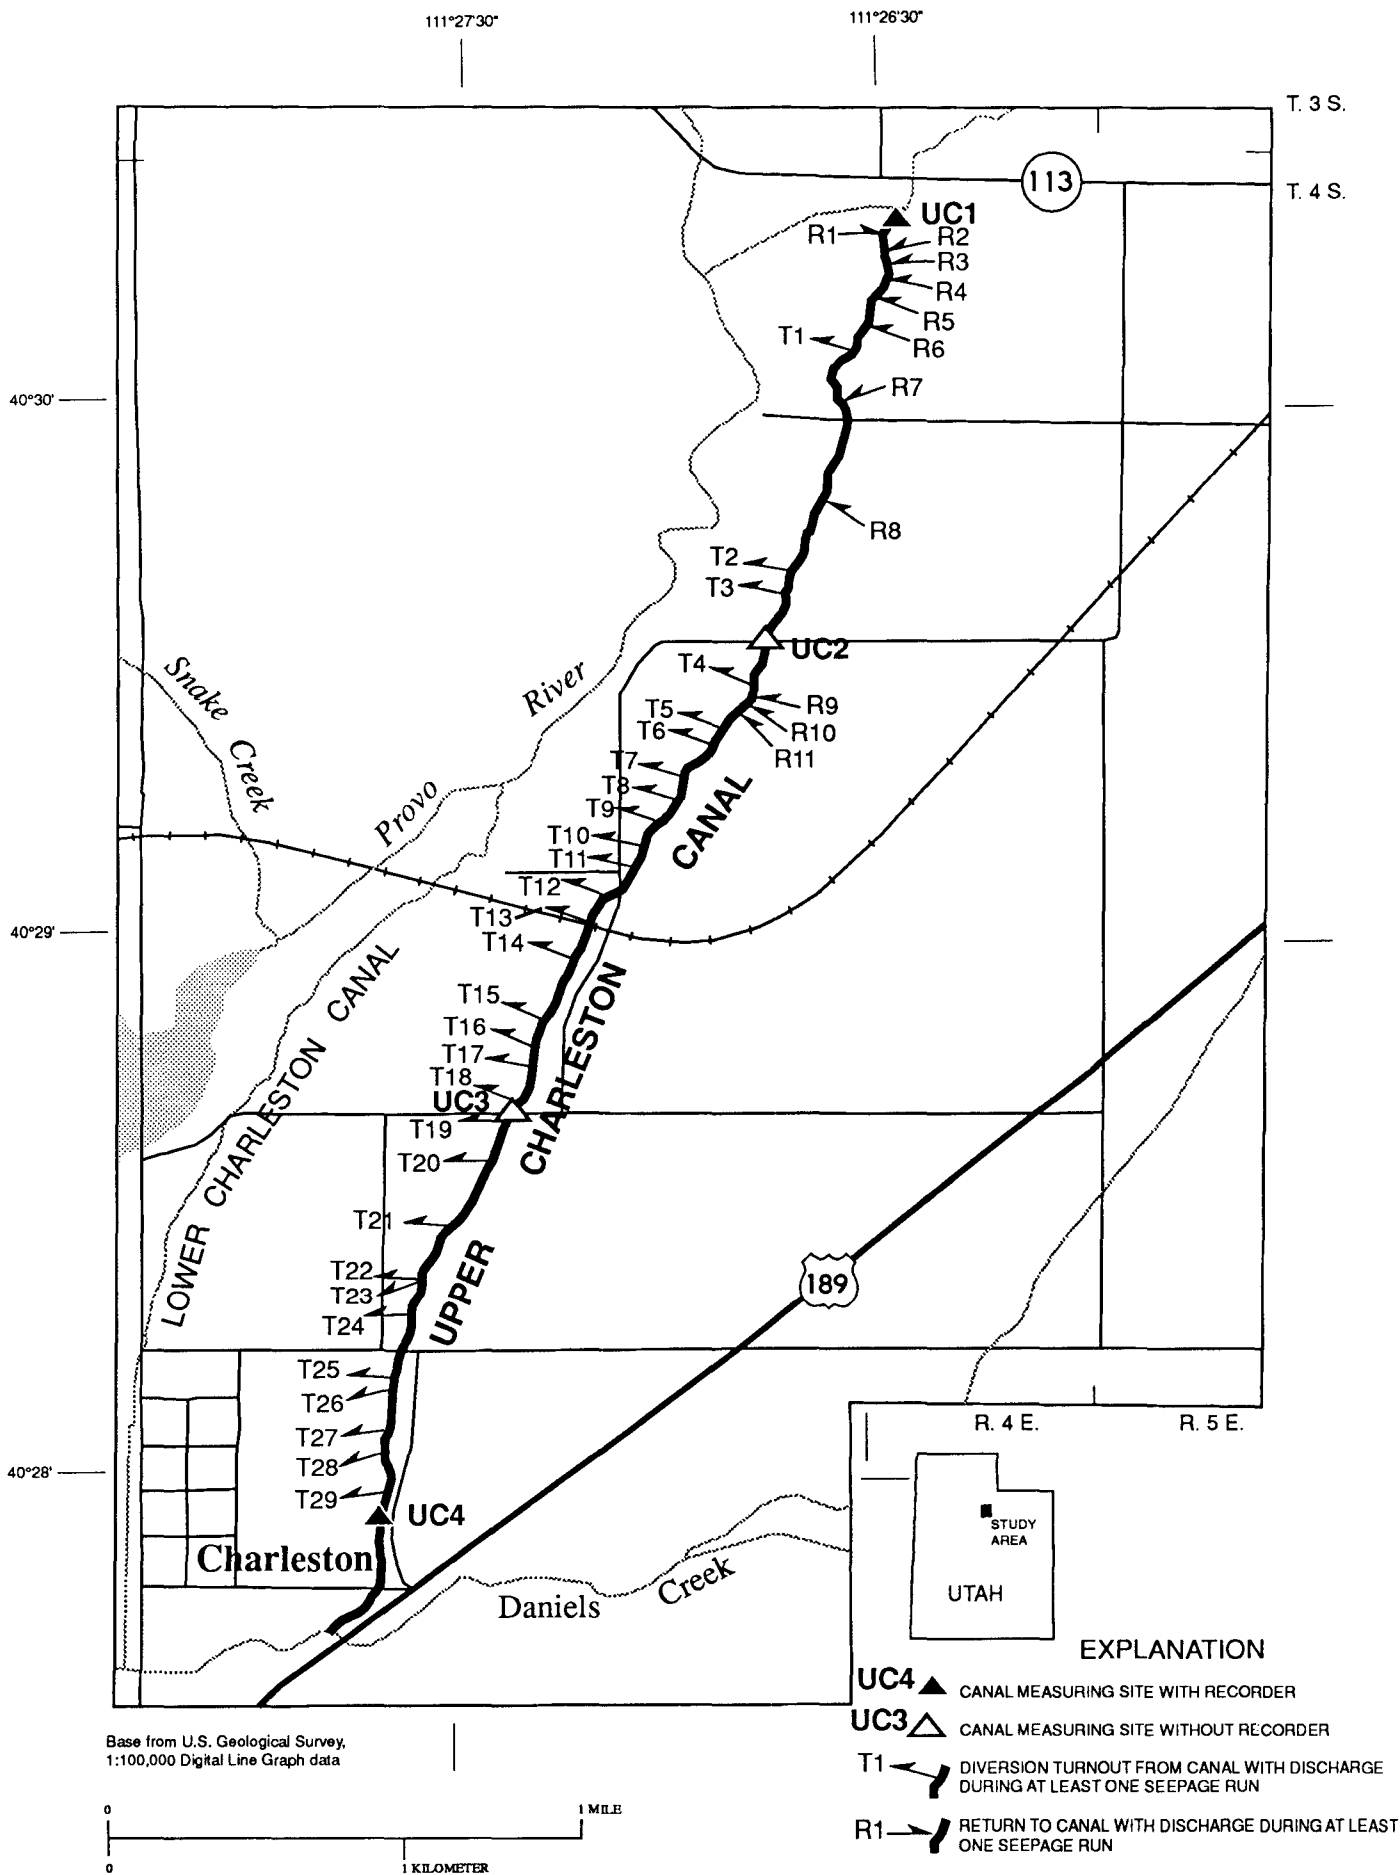 111°27'30"
111°26'30"
T. 3 S.
113
T. 4 S.
UC1
R1
R2
R3
R4
R5
R6
T1
R7
40°30'
R8
T2
T3
UC2
T4
Snake Creek
Provo River
R9
R10
R11
T5
T6
T7
T8
T9
T10
T11
T12
T13
T14
40°29'
UPPER CHARLESTON CANAL
LOWER CHARLESTON CANAL
T15
T16
T17
T18
UC3
T19
T20
T21
T22
T23
T24
189
T25
T26
T27
T28
T29
40°28'
UC4
Charleston
Daniels Creek
R. 4 E.
R. 5 E.
STUDY
AREA
UTAH
EXPLANATION
UC4 CANAL MEASURING SITE WITH RECORDER
UC3 CANAL MEASURING SITE WITHOUT RECORDER
T1 DIVERSION TURNOUT FROM CANAL WITH DISCHARGE
DURING AT LEAST ONE SEEPAGE RUN
R1 RETURN TO CANAL WITH DISCHARGE DURING AT LEAST
ONE SEEPAGE RUN
Base from U.S. Geological Survey,
1:100,000 Digital Line Graph data
0 1 MILE
0 1 KILOMETER